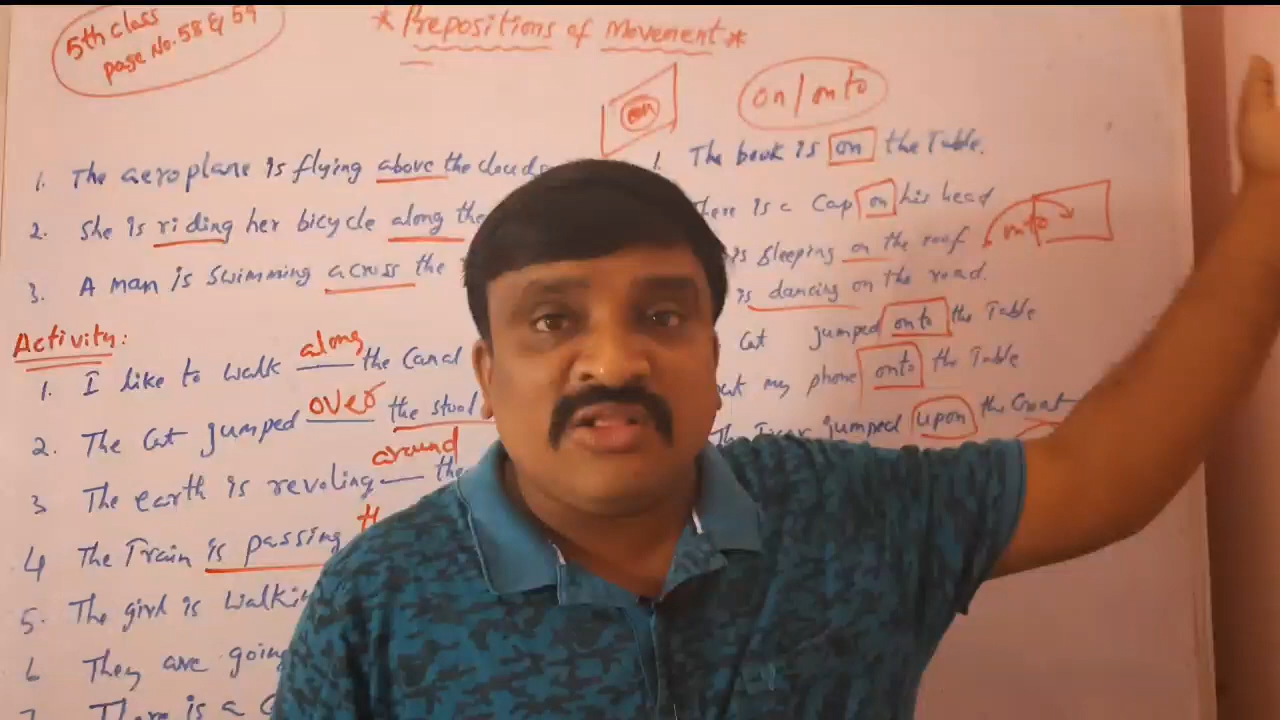 5th class
page No. 58 & 59
* Prepositions of Movement *
1. The aeroplane is flying above the clouds
2. She is riding her bicycle along the
3. A man is swimming across the
Activity:
1. I like to walk along the Canal
2. The Cat jumped over the stool
3 The earth is revoling around the
4 The Train is passing
5. The girl is walki
6 They are going
7. There is a
on
on/onto
1. The book is on the Table.
here is a Cap on his head
onto
is sleeping on the roof
is dancing on the road.
Cat jumped onto the Table
my phone onto the Table
jumped upon the Goat